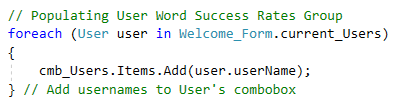 // Populating User Word Success Rates Group
foreach (User user in Welcome_Form.current_Users)
{
    cmb_Users.Items.Add(user.userName);
} // Add usernames to User's combobox